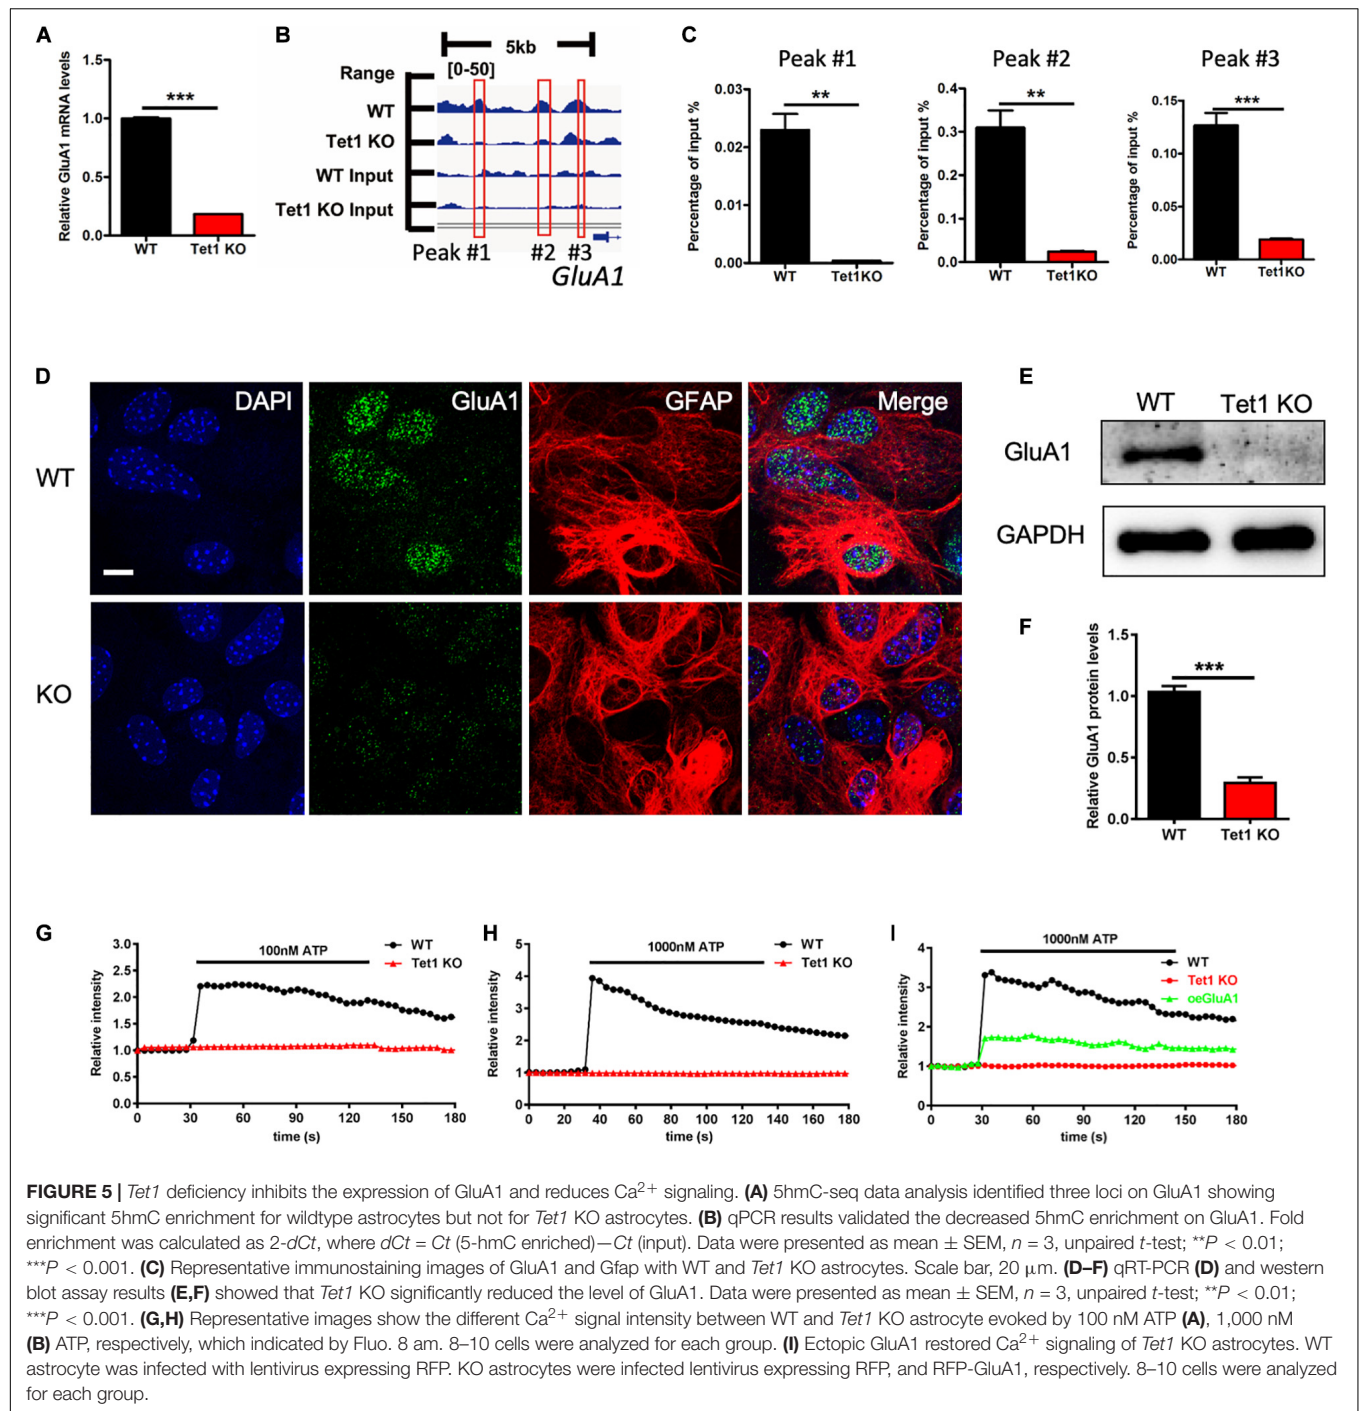 A
Relative GluA1 mRNA levels
1.5
1.0
0.5
0.0
***
WT
Tet1 KO
B
5kb
Range
[0-50]
WT
Tet1 KO
WT Input
Tet1 KO Input
Peak #1
#2
#3
GluA1
C
Peak #1
Percentage of input %
0.03
0.02
0.01
0.00
**
WT
Tet1KO
Peak #2
Percentage of input %
0.4
0.3
0.2
0.1
0.0
**
WT
Tet1KO
Peak #3
Percentage of input %
0.15
0.10
0.05
0.00
***
WT
Tet1KO
D
DAPI
GluA1
GFAP
Merge
WT
KO
E
WT
Tet1 KO
GluA1
GAPDH
F
Relative GluA1 protein levels
1.5
1.0
0.5
0.0
***
WT
Tet1 KO
G
100nM ATP
WT
Tet1 KO
Relative intensity
3.0
2.5
2.0
1.5
1.0
0.5
0.0
0 30 60 90 120 150 180
time (s)
H
1000nM ATP
WT
Tet1 KO
Relative intensity
5
4
3
2
1
0
0 20 40 60 80 100 120 140 160 180
time (s)
I
1000nM ATP
WT
Tet1 KO
oeGluA1
Relative intensity
4
3
2
1
0
0 30 60 90 120 150 180
time (s)
FIGURE 5 | Tet1 deficiency inhibits the expression of GluA1 and reduces Ca2+ signaling. (A) 5hmC-seq data analysis identified three loci on GluA1 showing
significant 5hmC enrichment for wildtype astrocytes but not for Tet1 KO astrocytes. (B) qPCR results validated the decreased 5hmC enrichment on GluA1. Fold
enrichment was calculated as 2-dCt, where dCt = Ct (5-hmC enriched)—Ct (input). Data were presented as mean ± SEM, n = 3, unpaired t-test; **P < 0.01;
***P < 0.001. (C) Representative immunostaining images of GluA1 and Gfap with WT and Tet1 KO astrocytes. Scale bar, 20 μm. (D–F) qRT-PCR (D) and western
blot assay results (E,F) showed that Tet1 KO significantly reduced the level of GluA1. Data were presented as mean ± SEM, n = 3, unpaired t-test; **P < 0.01;
***P < 0.001. (G,H) Representative images show the different Ca2+ signal intensity between WT and Tet1 KO astrocyte evoked by 100 nM ATP (A), 1,000 nM
(B) ATP, respectively, which indicated by Fluo. 8 am. 8–10 cells were analyzed for each group. (I) Ectopic GluA1 restored Ca2+ signaling of Tet1 KO astrocytes. WT
astrocyte was infected with lentivirus expressing RFP. KO astrocytes were infected lentivirus expressing RFP, and RFP-GluA1, respectively. 8–10 cells were analyzed
for each group.